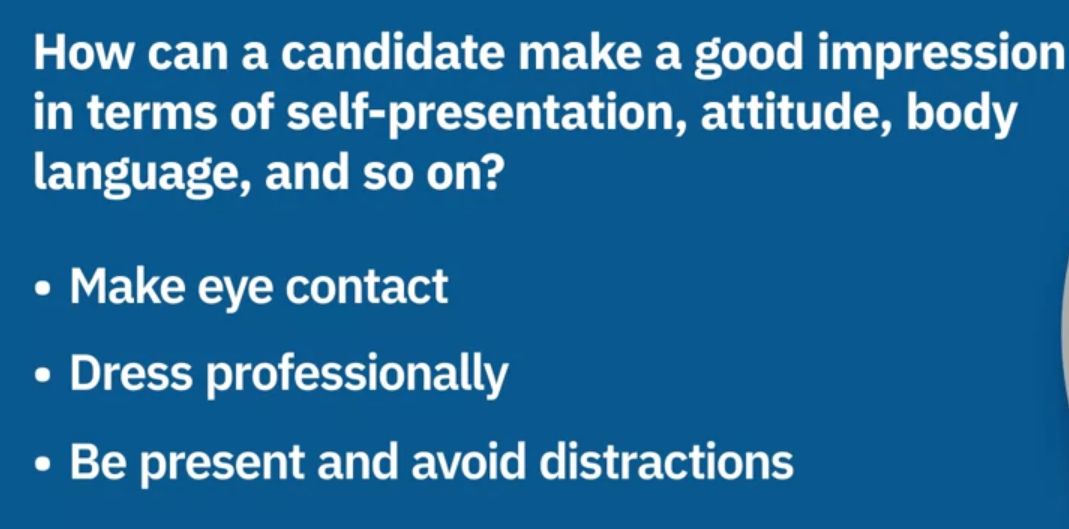 How can a candidate make a good impression
in terms of self-presentation, attitude, body
language, and so on?
• Make eye contact
• Dress professionally
• Be present and avoid distractions